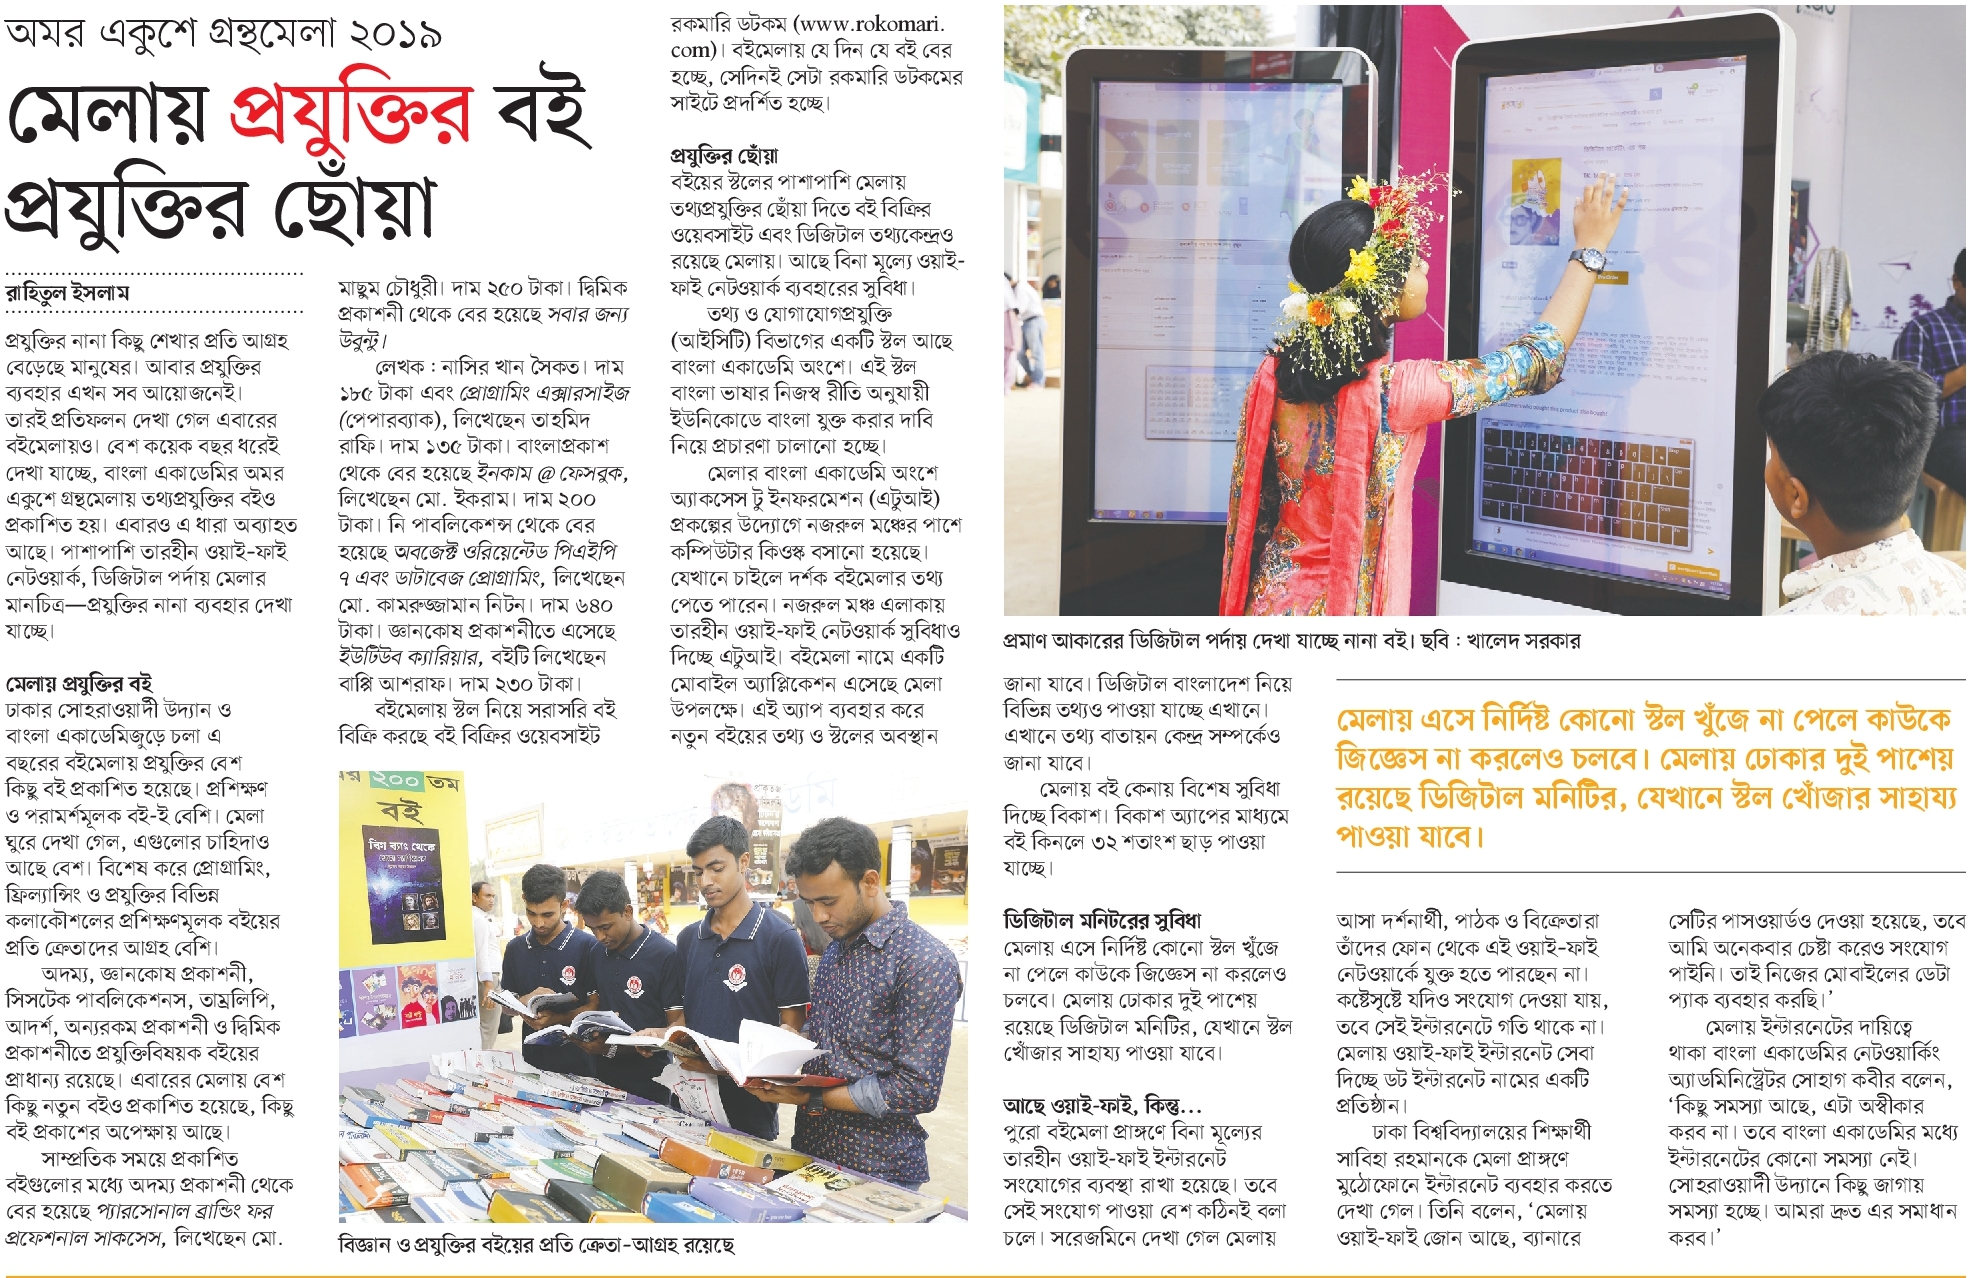 অমর একুশে গ্রন্থমেলা ২০১৯
মেলায় প্রযুক্তির বই
প্রযুক্তির ছোঁয়া
রাহিতুল ইসলাম
প্রযুক্তির নানা কিছু শেখার প্রতি আগ্রহ
বেড়েছে মানুষের। আবার প্রযুক্তির
ব্যবহার এখন সব আয়োজনেই।
তারই প্রতিফলন দেখা গেল এবারের
বইমেলায়ও। বেশ কয়েক বছর ধরেই
দেখা যাচ্ছে, বাংলা একাডেমির অমর
একুশে গ্রন্থমেলায় তথ্যপ্রযুক্তির বইও
প্রকাশিত হয়। এবারও এ ধারা অব্যাহত
আছে। পাশাপাশি তারহীন ওয়াই-ফাই
নেটওয়ার্ক, ডিজিটাল পর্দায় মেলার
মানচিত্র—প্রযুক্তির নানা ব্যবহার দেখা
যাচ্ছে।
মেলায় প্রযুক্তির বই
ঢাকার সোহরাওয়ার্দী উদ্যান ও
বাংলা একাডেমিজুড়ে চলা এ
বছরের বইমেলায় প্রযুক্তির বেশ
কিছু বই প্রকাশিত হয়েছে। প্রশিক্ষণ
ও পরামর্শমূলক বই-ই বেশি। মেলা
ঘুরে দেখা গেল, এগুলোর চাহিদাও
আছে বেশ। বিশেষ করে প্রোগ্রামিং,
ফ্রিল্যান্সিং ও প্রযুক্তির বিভিন্ন
কলাকৌশলের প্রশিক্ষণমূলক বইয়ের
প্রতি ক্রেতাদের আগ্রহ বেশি।
অদম্য, জ্ঞানকোষ প্রকাশনী,
সিসটেক পাবলিকেশনস, তাম্রলিপি,
আদর্শ, অন্যরকম প্রকাশনী ও দ্বিমিক
প্রকাশনীতে প্রযুক্তিবিষয়ক বইয়ের
প্রাধান্য রয়েছে। এবারের মেলায় বেশ
কিছু নতুন বইও প্রকাশিত হয়েছে, কিছু
বই প্রকাশের অপেক্ষায় আছে।
সাম্প্রতিক সময়ে প্রকাশিত
বইগুলোর মধ্যে অদম্য প্রকাশনী থেকে
বের হয়েছে প্যারসোনাল ব্রান্ডিং ফর
প্রফেশনাল সাকসেস, লিখেছেন মো.
মাছুম চৌধুরী। দাম ২৫০ টাকা। দ্বিমিক
প্রকাশনী থেকে বের হয়েছে সবার জন্য
উবুন্টু।
লেখক : নাসির খান সৈকত। দাম
১৮৫ টাকা এবং প্রোগ্রামিং এক্সারসাইজ
(পেপারব্যাক), লিখেছেন তাহমিদ
রাফি। দাম ১৩৫ টাকা। বাংলাপ্রকাশ
থেকে বের হয়েছে ইনকাম @ ফেসবুক,
লিখেছেন মো. ইকরাম। দাম ২০০
টাকা। নি পাবলিকেশন্স থেকে বের
হয়েছে অবজেক্ট ওরিয়েন্টেড পিএইপি
৭ এবং ডাটাবেজ প্রোগ্রামিং, লিখেছেন
মো. কামরুজ্জামান নিটন। দাম ৬৪০
টাকা। জ্ঞানকোষ প্রকাশনীতে এসেছে
ইউটিউব ক্যারিয়ার, বইটি লিখেছেন
বাপ্পি আশরাফ। দাম ২৩০ টাকা।
বইমেলায় স্টল নিয়ে সরাসরি বই
বিক্রি করছে বই বিক্রির ওয়েবসাইট
২০০ তম
বই
বিগ ব্যাং থেকে
বিজ্ঞান ও প্রযুক্তির বইয়ের প্রতি ক্রেতা-আগ্রহ রয়েছে
রকমারি ডটকম (www.rokomari.
com)। বইমেলায় যে দিন যে বই বের
হচ্ছে, সেদিনই সেটা রকমারি ডটকমের
সাইটে প্রদর্শিত হচ্ছে।
প্রযুক্তির ছোঁয়া
বইয়ের স্টলের পাশাপাশি মেলায়
তথ্যপ্রযুক্তির ছোঁয়া দিতে বই বিক্রির
ওয়েবসাইট এবং ডিজিটাল তথ্যকেন্দ্রও
রয়েছে মেলায়। আছে বিনা মূল্যে ওয়াই-
ফাই নেটওয়ার্ক ব্যবহারের সুবিধা।
তথ্য ও যোগাযোগপ্রযুক্তি
(আইসিটি) বিভাগের একটি স্টল আছে
বাংলা একাডেমি অংশে। এই স্টল
বাংলা ভাষার নিজস্ব রীতি অনুযায়ী
ইউনিকোডে বাংলা যুক্ত করার দাবি
নিয়ে প্রচারণা চালানো হচ্ছে।
মেলার বাংলা একাডেমি অংশে
অ্যাকসেস টু ইনফরমেশন (এটুআই)
প্রকল্পের উদ্যোগে নজরুল মঞ্চের পাশে
কম্পিউটার কিওস্ক বসানো হয়েছে।
যেখানে চাইলে দর্শক বইমেলার তথ্য
পেতে পারেন। নজরুল মঞ্চ এলাকায়
তারহীন ওয়াই-ফাই নেটওয়ার্ক সুবিধাও
দিচ্ছে এটুআই। বইমেলা নামে একটি
মোবাইল অ্যাপ্লিকেশন এসেছে মেলা
উপলক্ষে। এই অ্যাপ ব্যবহার করে
নতুন বইয়ের তথ্য ও স্টলের অবস্থান
প্রমাণ আকারের ডিজিটাল পর্দায় দেখা যাচ্ছে নানা বই। ছবি : খালেদ সরকার
জানা যাবে। ডিজিটাল বাংলাদেশ নিয়ে
বিভিন্ন তথ্যও পাওয়া যাচ্ছে এখানে।
এখানে তথ্য বাতায়ন কেন্দ্র সম্পর্কেও
জানা যাবে।
মেলায় বই কেনায় বিশেষ সুবিধা
দিচ্ছে বিকাশ। বিকাশ অ্যাপের মাধ্যমে
বই কিনলে ৩২ শতাংশ ছাড় পাওয়া
যাচ্ছে।
মেলায় এসে নির্দিষ্ট কোনো স্টল খুঁজে না পেলে কাউকে
জিজ্ঞেস না করলেও চলবে। মেলায় ঢোকার দুই পাশেয়
রয়েছে ডিজিটাল মনিটির, যেখানে স্টল খোঁজার সাহায্য
পাওয়া যাবে।
ডিজিটাল মনিটরের সুবিধা
মেলায় এসে নির্দিষ্ট কোনো স্টল খুঁজে
না পেলে কাউকে জিজ্ঞেস না করলেও
চলবে। মেলায় ঢোকার দুই পাশেয়
রয়েছে ডিজিটাল মনিটির, যেখানে স্টল
খোঁজার সাহায্য পাওয়া যাবে।
আছে ওয়াই-ফাই, কিন্তু...
পুরো বইমেলা প্রাঙ্গণে বিনা মূল্যের
তারহীন ওয়াই-ফাই ইন্টারনেট
সংযোগের ব্যবস্থা রাখা হয়েছে। তবে
সেই সংযোগ পাওয়া বেশ কঠিনই বলা
চলে। সরেজমিনে দেখা গেল মেলায়
আসা দর্শনার্থী, পাঠক ও বিক্রেতারা
তাঁদের ফোন থেকে এই ওয়াই-ফাই
নেটওয়ার্কে যুক্ত হতে পারছেন না।
কষ্টেসৃষ্টে যদিও সংযোগ দেওয়া যায়,
তবে সেই ইন্টারনেটে গতি থাকে না।
মেলায় ওয়াই-ফাই ইন্টারনেট সেবা
দিচ্ছে ডট ইন্টারনেট নামের একটি
প্রতিষ্ঠান।
ঢাকা বিশ্ববিদ্যালয়ের শিক্ষার্থী
সাবিহা রহমানকে মেলা প্রাঙ্গণে
মুঠোফোনে ইন্টারনেট ব্যবহার করতে
দেখা গেল। তিনি বলেন, ‘মেলায়
ওয়াই-ফাই জোন আছে, ব্যানারে
সেটির পাসওয়ার্ডও দেওয়া হয়েছে, তবে
আমি অনেকবার চেষ্টা করেও সংযোগ
পাইনি। তাই নিজের মোবাইলের ডেটা
প্যাক ব্যবহার করছি।’
মেলায় ইন্টারনেটের দায়িত্বে
থাকা বাংলা একাডেমির নেটওয়ার্কিং
অ্যাডমিনিস্ট্রেটর সোহাগ কবীর বলেন,
‘কিছু সমস্যা আছে, এটা অস্বীকার
করব না। তবে বাংলা একাডেমির মধ্যে
ইন্টারনেটের কোনো সমস্যা নেই।
সোহরাওয়ার্দী উদ্যানে কিছু জাগায়
সমস্যা হচ্ছে। আমরা দ্রুত এর সমাধান
করব।’